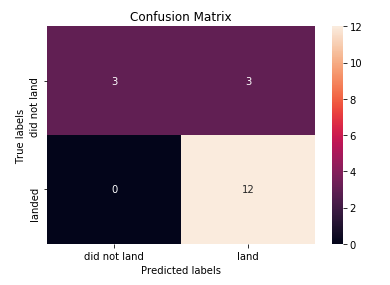 Confusion Matrix
True labels
did not land
landed
3
3
0
12
did not land
land
Predicted labels
12
10
8
6
4
2
0